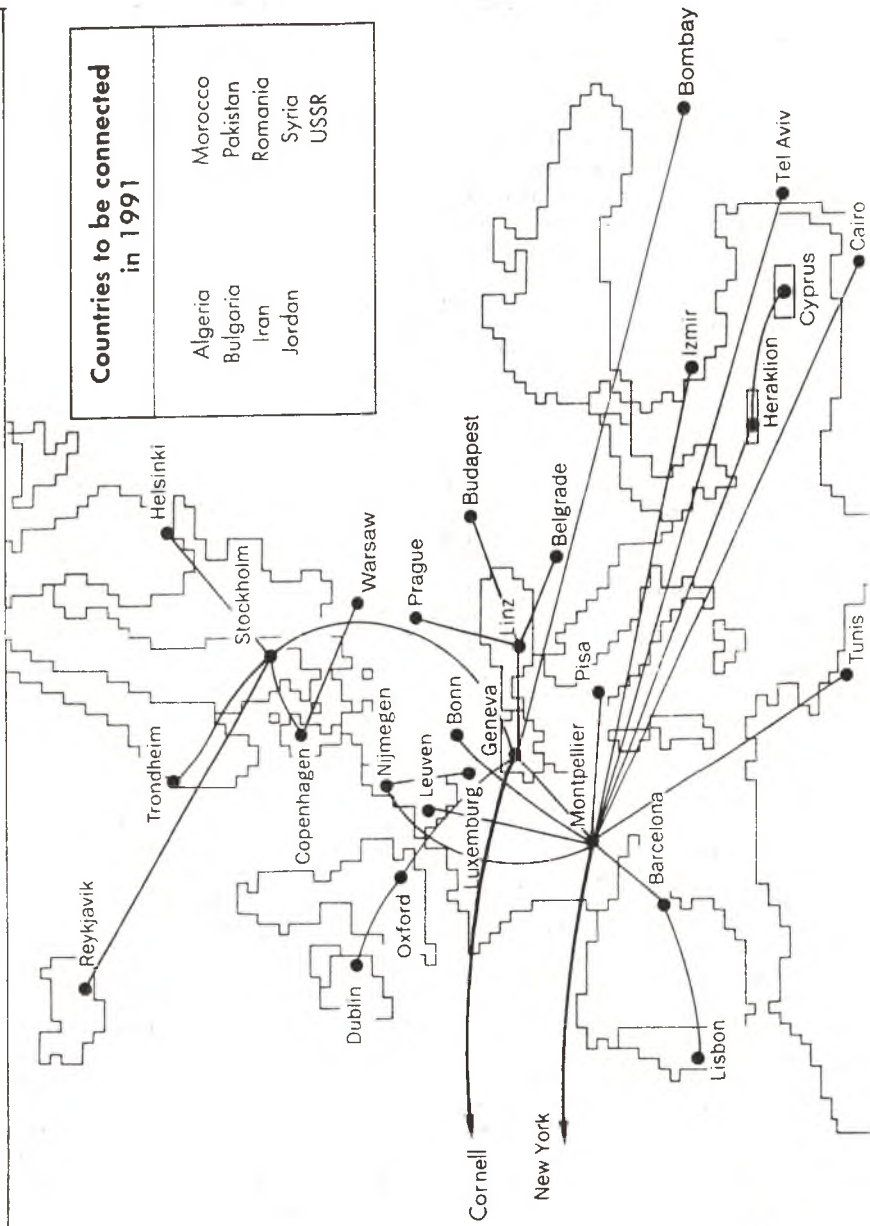 Countries to be connected
in 1991
Algeria
Bulgaria
Iran
Jordan
Morocco
Pakistan
Romania
Syria
USSR
Reykjavik
Trondheim
Helsinki
Stockholm
Copenhagen
Warsaw
Dublin
Oxford
Nijmegen
Leuven
Luxemburg
Bonn
Prague
Budapest
Geneva
Linz
Belgrade
Cornell
New York
Montpellier
Pisa
Barcelona
Lisbon
Tunis
Izmir
Bombay
Heraklion
Cyprus
Tel Aviv
Cairo